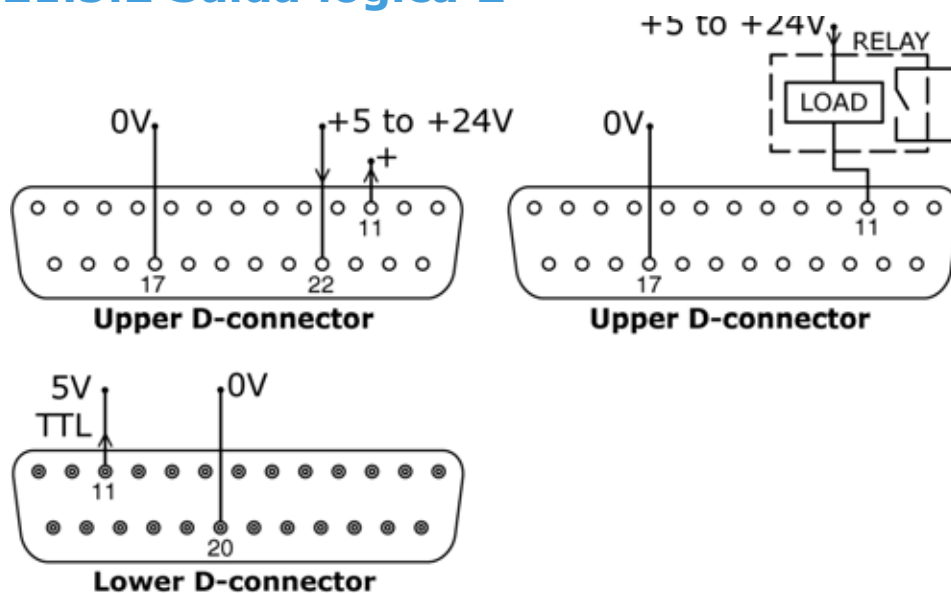 +5 to +24V
RELAY
LOAD
0V
+5 to +24V
+
0V
11
11
17
22
17
Upper D-connector
Upper D-connector
5V
0V
TTL
11
20
Lower D-connector